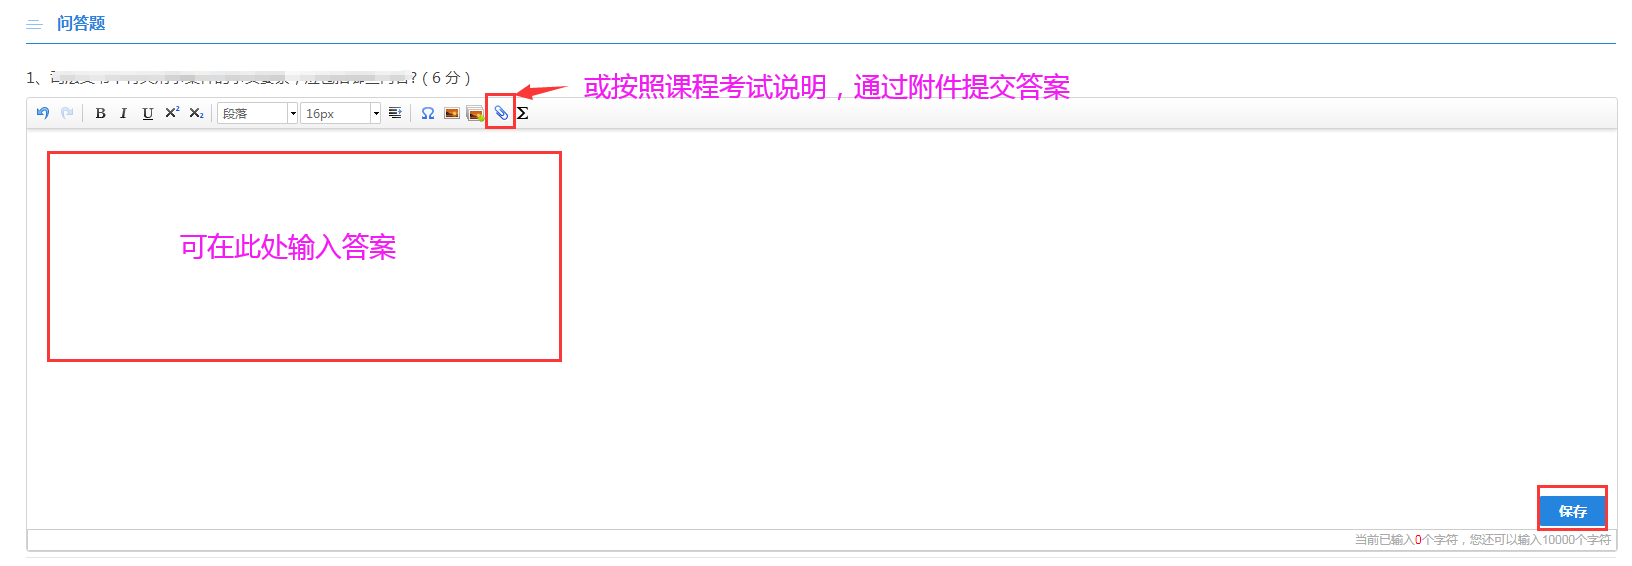 问答题
1、
?（6 分）
或按照课程考试说明，通过附件提交答案
B I U X² X₂ 段落 16px Ω Σ
可在此处输入答案
保存
当前已输入0个字符，您还可以输入10000个字符